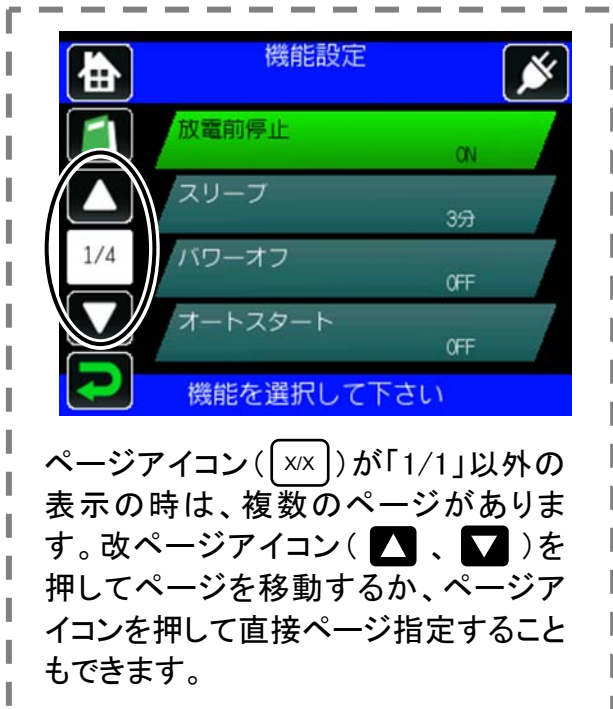 機能設定
放電前停止
ON
スリープ
3分
1/4
パワーオフ
OFF
オートスタート
OFF
機能を選択して下さい
ページアイコン( X/X )が「1/1」以外の
表示の時は、複数のページがありま
す。改ページアイコン( ▲ 、 ▼ )を
押してページを移動するか、ページア
イコンを押して直接ページ指定すること
もできます。